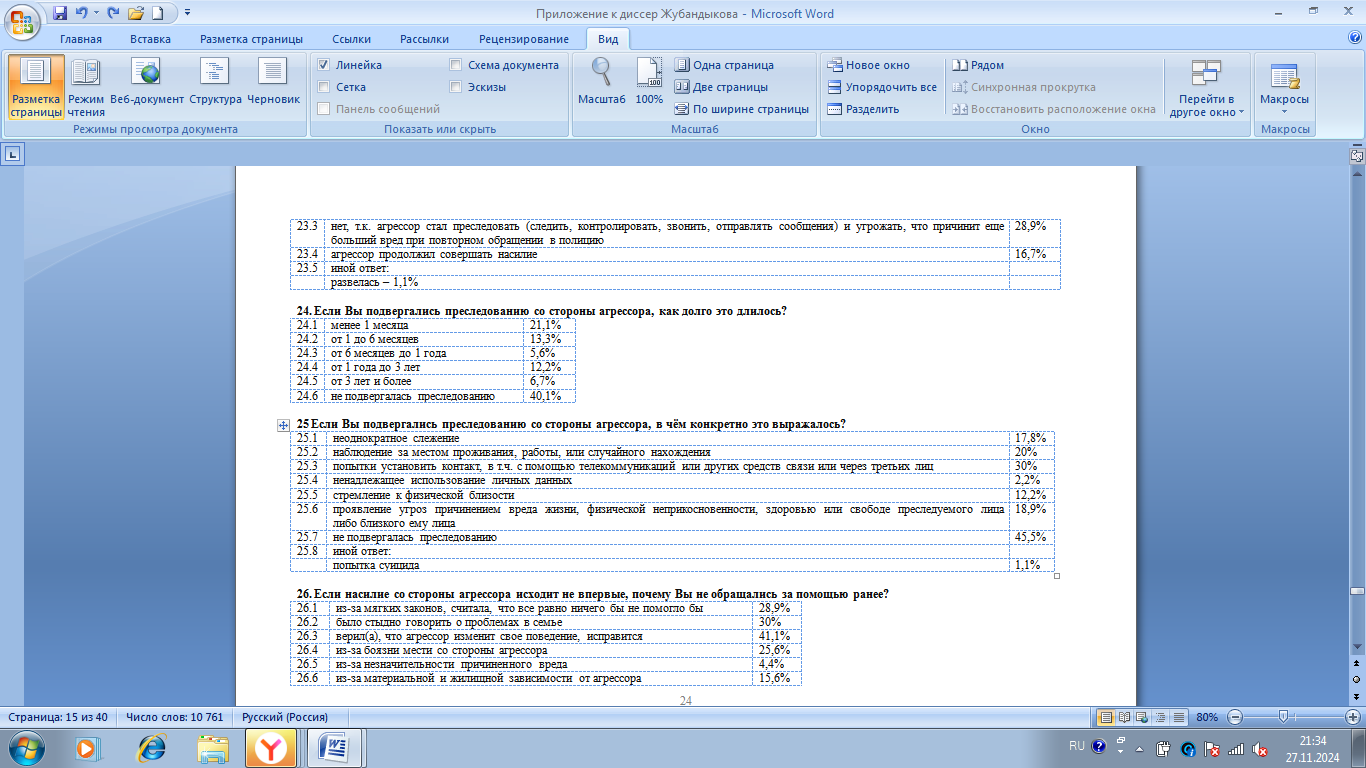 Приложение к диссер Жубандыкова - Microsoft Word
Главная Вставка Разметка страницы Ссылки Рассылки Рецензирование Вид
Разметка страницы
Режим чтения
Веб-документ
Структура
Черновик
Режимы просмотра документа
Линейка
Сетка
Панель сообщений
Схема документа
Эскизы
Показать или скрыть
Масштаб
100%
Одна страница
Две страницы
По ширине страницы
Масштаб
Новое окно
Упорядочить все
Разделить
Рядом
Синхронная прокрутка
Восстановить расположение окна
Перейти в другое окно
Окно
Макросы
Макросы
23.3 нет, т.к. агрессор стал преследовать (следить, контролировать, звонить, отправлять сообщения) и угрожать, что причинит еще 28,9%
больший вред при повторном обращении в полицию
23.4 агрессор продолжил совершать насилие 16,7%
23.5 иной ответ:
развелась – 1,1%
24. Если Вы подвергались преследованию со стороны агрессора, как долго это длилось?
24.1 менее 1 месяца 21,1%
24.2 от 1 до 6 месяцев 13,3%
24.3 от 6 месяцев до 1 года 5,6%
24.4 от 1 года до 3 лет 12,2%
24.5 от 3 лет и более 6,7%
24.6 не подвергалась преследованию 40,1%
25 Если Вы подвергались преследованию со стороны агрессора, в чём конкретно это выражалось?
25.1 неоднократное слежение 17,8%
25.2 наблюдение за местом проживания, работы, или случайного нахождения 20%
25.3 попытки установить контакт, в т.ч. с помощью телекоммуникаций или других средств связи или через третьих лиц 30%
25.4 ненадлежащее использование личных данных 2,2%
25.5 стремление к физической близости 12,2%
25.6 проявление угроз причинением вреда жизни, физической неприкосновенности, здоровью или свободе преследуемого лица 18,9%
либо близкого ему лица
25.7 не подвергалась преследованию 45,5%
25.8 иной ответ:
попытка суицида 1,1%
26. Если насилие со стороны агрессора исходит не впервые, почему Вы не обращались за помощью ранее?
26.1 из-за мягких законов, считала, что все равно ничего бы не помогло бы 28,9%
26.2 было стыдно говорить о проблемах в семье 30%
26.3 верил(а), что агрессор изменит свое поведение, исправится 41,1%
26.4 из-за боязни мести со стороны агрессора 25,6%
26.5 из-за незначительности причиненного вреда 4,4%
26.6 из-за материальной и жилищной зависимости от агрессора 15,6%
24
Страница: 15 из 40 Число слов: 10 761 Русский (Россия) 80%
RU 21:34
27.11.2024